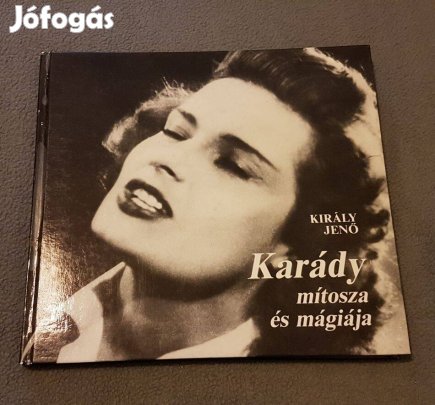 Jófogás
KIRÁLY
JENŐ
Karády
mítosza
és mágiája